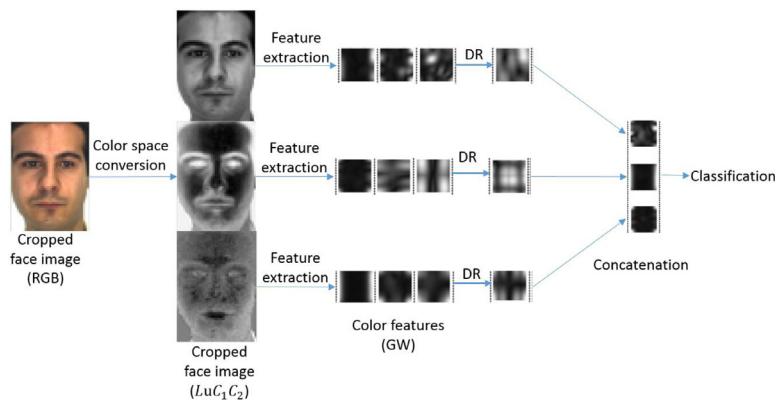 Feature
extraction
DR
Color space
conversion
Feature
extraction
DR
Classification
Cropped
face image
(RGB)
Feature
extraction
DR
Concatenation
Color features
(GW)
Cropped
face image
(LuC₁C₂)